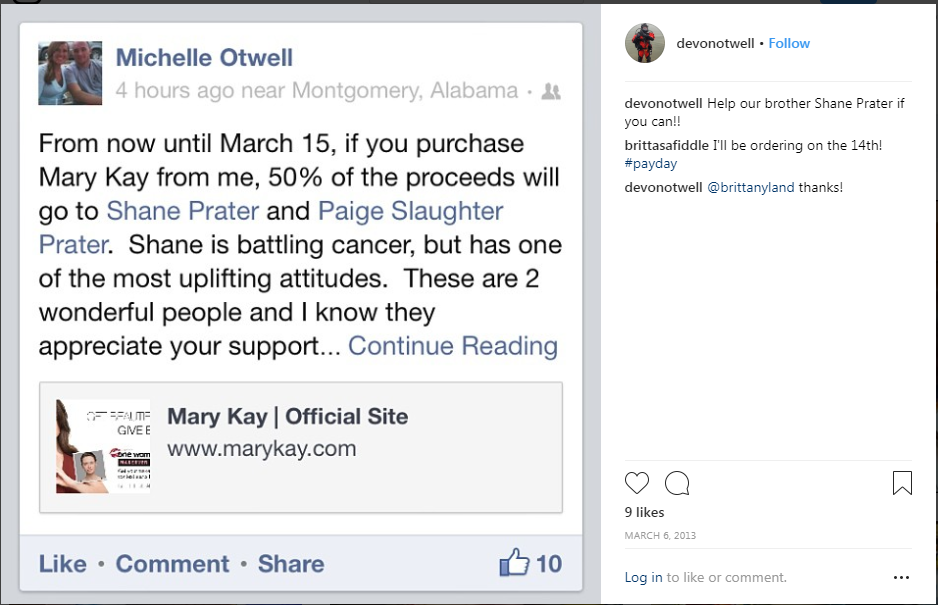 Michelle Otwell
4 hours ago near Montgomery, Alabama ·
From now until March 15, if you purchase
Mary Kay from me, 50% of the proceeds will
go to Shane Prater and Paige Slaughter
Prater.  Shane is battling cancer, but has one
of the most uplifting attitudes.  These are 2
wonderful people and I know they
appreciate your support... Continue Reading
GIVE
Mary Kay | Official Site
www.marykay.com
Like • Comment • Share
10
devonotwell • Follow
devonotwell Help our brother Shane Prater if
you can!!
brittasafiddle I'll be ordering on the 14th!
#payday
devonotwell @brittanyland thanks!
9 likes
MARCH 6, 2013
Log in to like or comment.